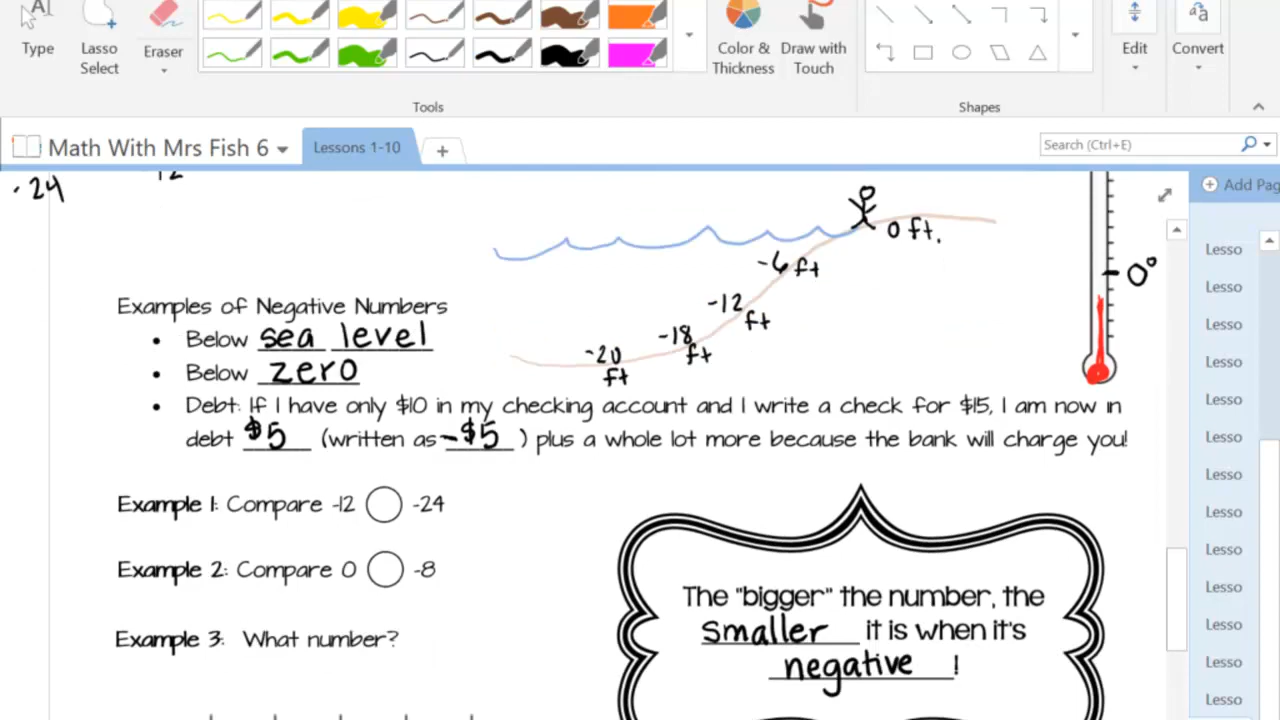 Type
Lasso
Select
Eraser
Color &
Thickness
Draw with
Touch
Edit
Convert
Tools
Shapes
Math With Mrs Fish 6
Lessons 1-10
+
Search (Ctrl+E)
Add Pag
-24
12
0 ft.
-6 ft
-12
ft
-18
ft
-20
ft
0°
Examples of Negative Numbers
• Below sea level
• Below zero
• Debt: If I have only $10 in my checking account and I write a check for $15, I am now in
debt $5 (written as -$5) plus a whole lot more because the bank will charge you!
Example 1: Compare -12 -24
Example 2: Compare 0 -8
Example 3: What number?
The "bigger" the number, the
smaller it is when it's
negative!
Lesso
Lesso
Lesso
Lesso
Lesso
Lesso
Lesso
Lesso
Lesso
Lesso
Lesso
Lesso
Lesso